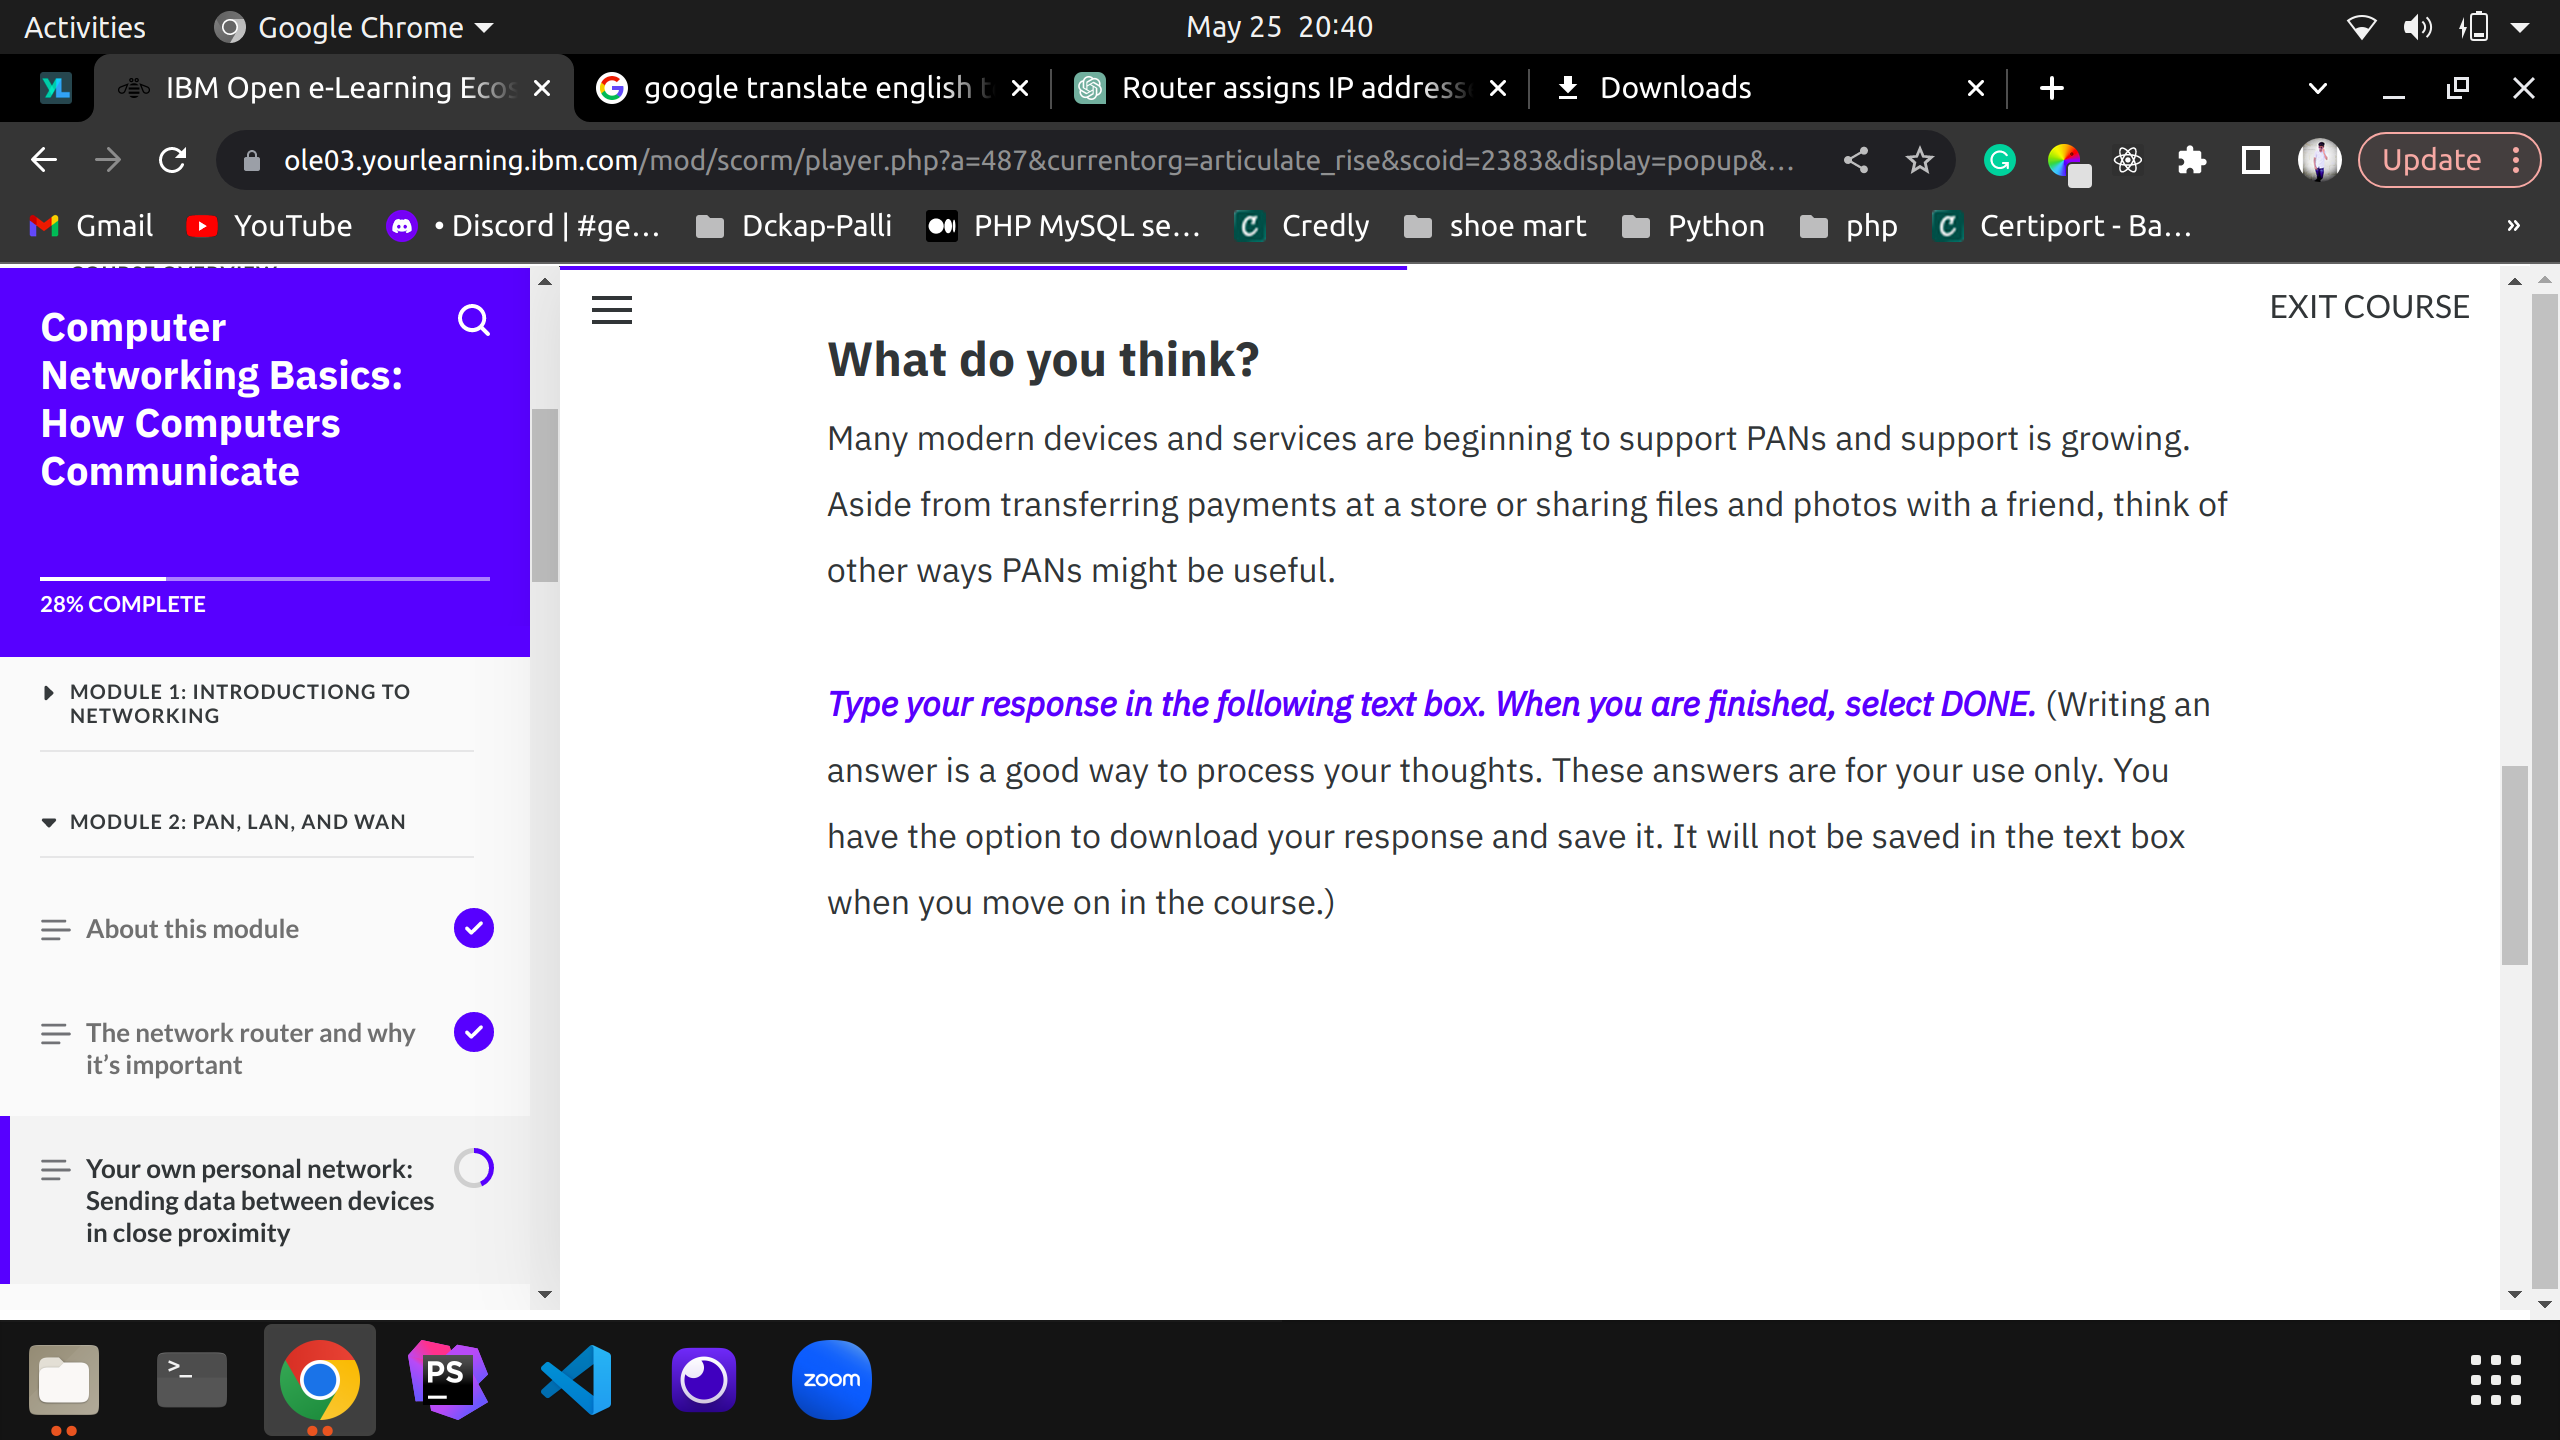 Activities
Google Chrome
May 25 20:40
YL
IBM Open e-Learning Ecos
google translate english t
Router assigns IP addresse
Downloads
ole03.yourlearning.ibm.com/mod/scorm/player.php?a=487&currentorg=articulate_rise&scoid=2383&display=popup&...
Update
Gmail
YouTube
• Discord | #ge...
Dckap-Palli
PHP MySQL se...
Credly
shoe mart
Python
php
Certiport - Ba...
»
COURSE OVERVIEW
Computer
Networking Basics:
How Computers
Communicate
28% COMPLETE
MODULE 1: INTRODUCTIONG TO
NETWORKING
MODULE 2: PAN, LAN, AND WAN
About this module
The network router and why
it’s important
Your own personal network:
Sending data between devices
in close proximity
EXIT COURSE
What do you think?
Many modern devices and services are beginning to support PANs and support is growing.
Aside from transferring payments at a store or sharing files and photos with a friend, think of
other ways PANs might be useful.
Type your response in the following text box. When you are finished, select DONE. (Writing an
answer is a good way to process your thoughts. These answers are for your use only. You
have the option to download your response and save it. It will not be saved in the text box
when you move on in the course.)
>_
PS
zoom